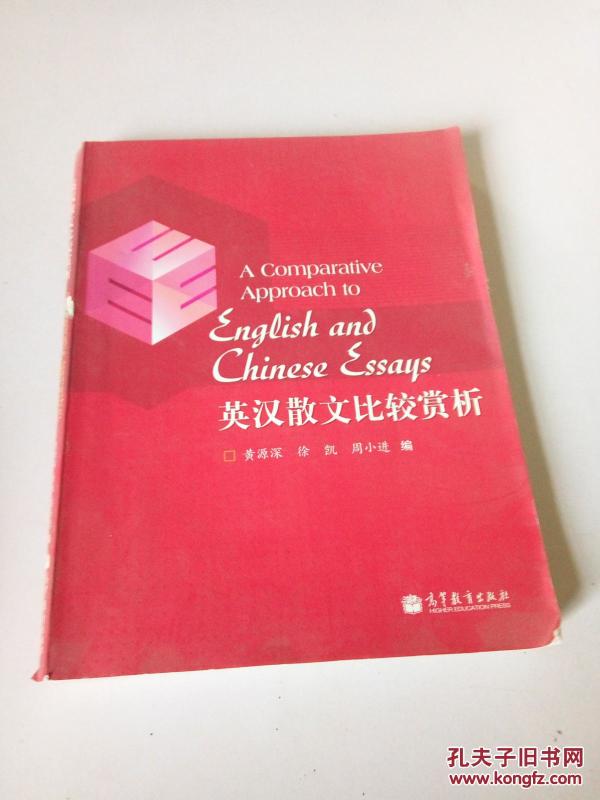 A Comparative
Approach to
English and
Chinese Essays
英汉散文比较赏析
黄源深 徐 凯 周小进 编
高等教育出版社
HIGHER EDUCATION PRESS
孔夫子旧书网
www.kongfz.com